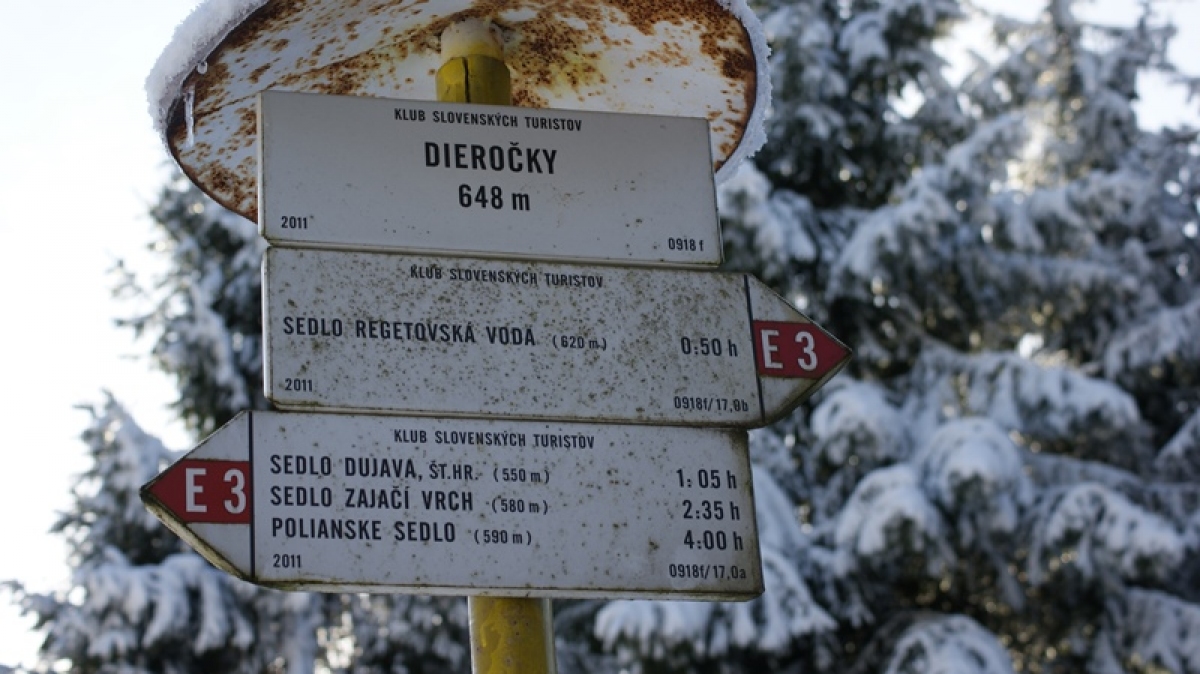 KLUB SLOVENSKÝCH TURISTOV
DIEROČKY
648 m
2011 0918 f
KLUB SLOVENSKÝCH TURISTOV
SEDLO REGETOVSKÁ VODA (620 m) 0:50 h E 3
2011 0918f/17,0b
KLUB SLOVENSKÝCH TURISTOV
E 3 SEDLO DUJAVA, ŠT.HR. (550 m) 1:05 h
SEDLO ZAJAČÍ VRCH (580 m) 2:35 h
POLIANSKE SEDLO (590 m) 4:00 h
2011 0918f/17,0a